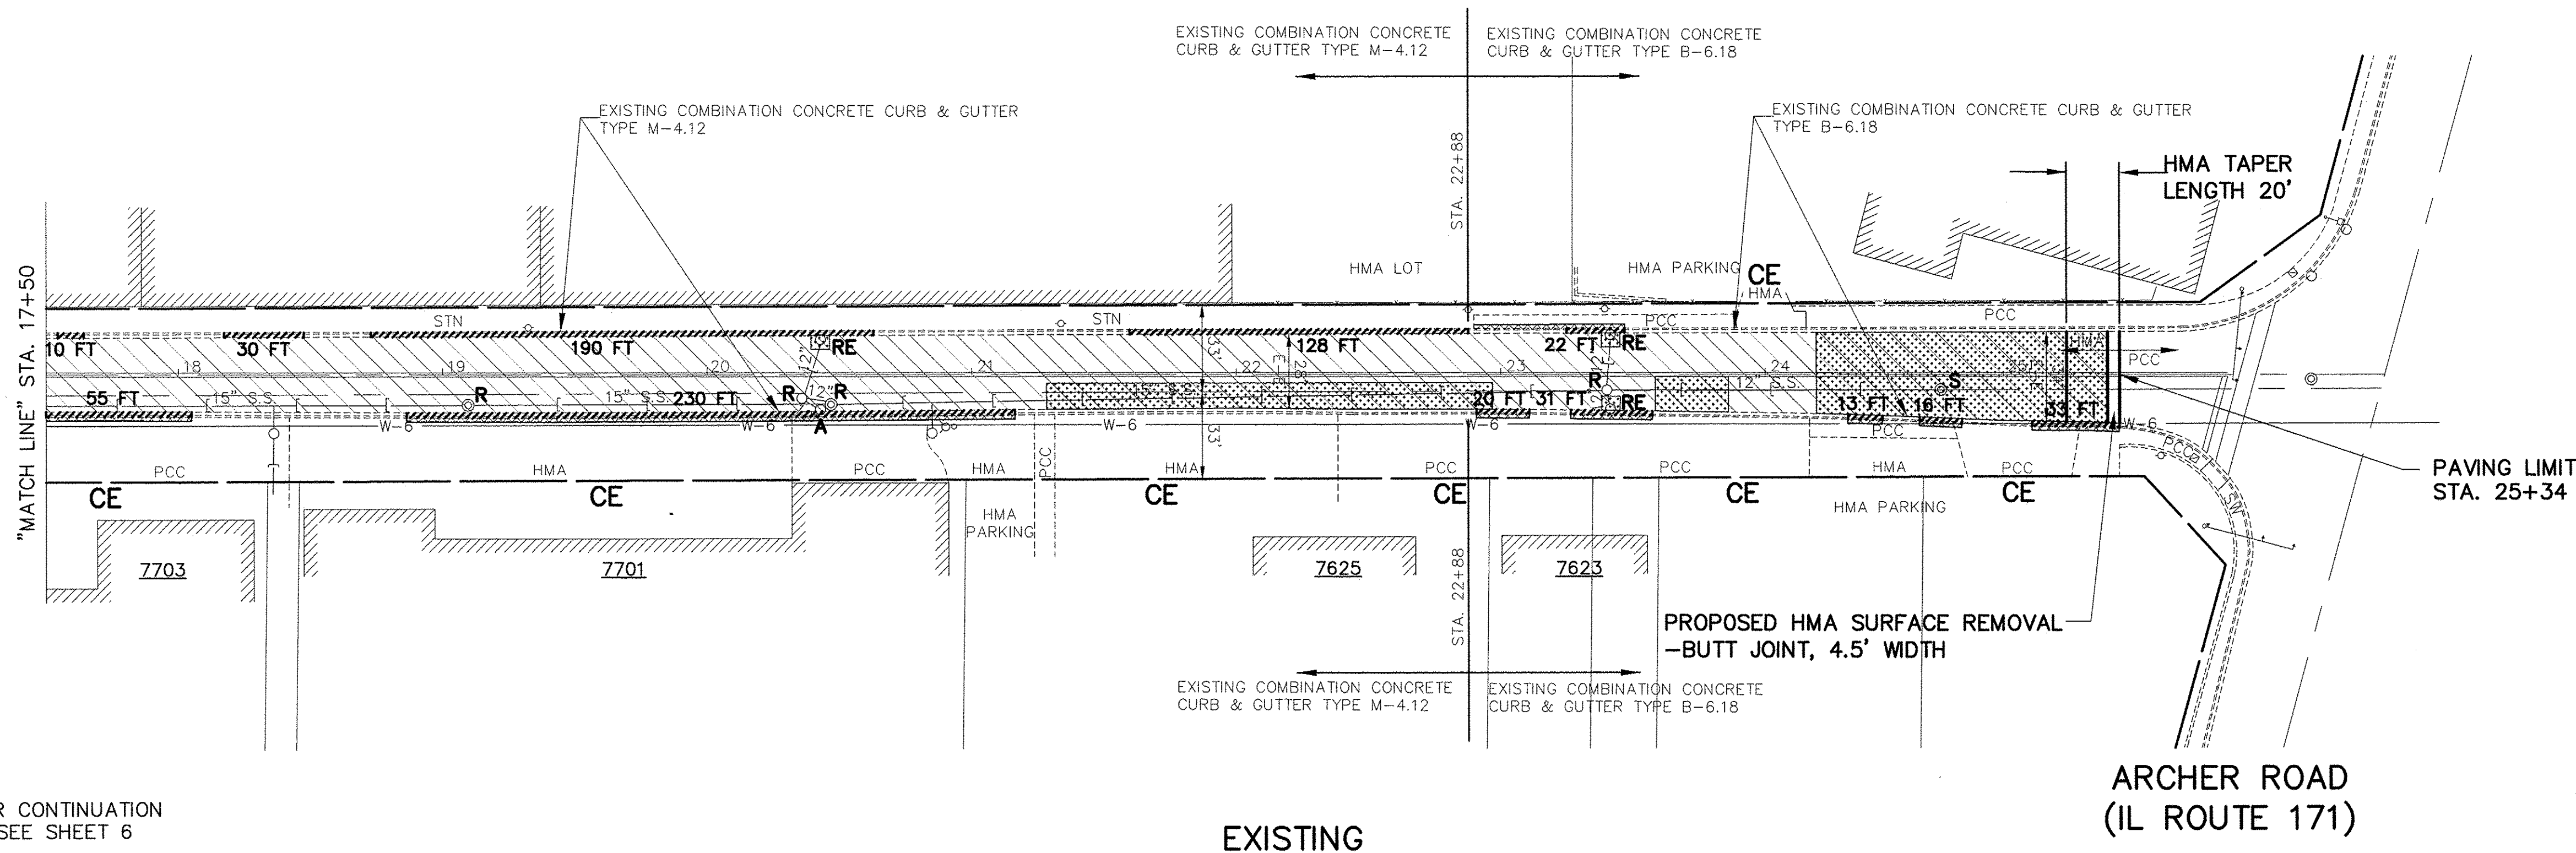 EXISTING COMBINATION CONCRETE
CURB & GUTTER TYPE M-4.12
EXISTING COMBINATION CONCRETE
CURB & GUTTER TYPE B-6.18
EXISTING COMBINATION CONCRETE CURB & GUTTER
TYPE M-4.12
EXISTING COMBINATION CONCRETE CURB & GUTTER
TYPE B-6.18
STA. 22+88
HMA TAPER
LENGTH 20'
"MATCH LINE" STA. 17+50
HMA LOT
HMA PARKING
CE
HMA
STN
STN
PCC
PCC
10 FT
30 FT
190 FT
12"
RE
33'
E-E
28'
128 FT
22 FT
12"
RE
HMA
PCC
18
19
20
21
22
23
24
55 FT
15" S.S.
R
15" S.S.
230 FT
R
12"
R
A
15" S.S.
20 FT
31 FT
R
RE
12" S.S.
13 FT
S
16 FT
33 FT
W-6
W-6
W-6
W-6
W-6
33'
PCC
HMA
PCC
HMA
PCC
HMA
PCC
PCC
PCC
HMA
PCC
PCC
SW
CE
CE
CE
CE
CE
CE
PAVING LIMIT
STA. 25+34
HMA
PARKING
HMA PARKING
7703
7701
7625
7623
STA. 22+88
PROPOSED HMA SURFACE REMOVAL
-BUTT JOINT, 4.5' WIDTH
EXISTING COMBINATION CONCRETE
CURB & GUTTER TYPE M-4.12
EXISTING COMBINATION CONCRETE
CURB & GUTTER TYPE B-6.18
ARCHER ROAD
(IL ROUTE 171)
R CONTINUATION
SEE SHEET 6
EXISTING